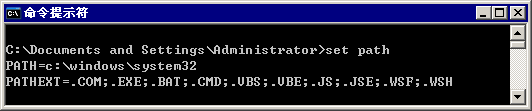 命令提示符
C:\Documents and Settings\Administrator>set path
PATH=c:\windows\system32
PATHEXT=.COM;.EXE;.BAT;.CMD;.VBS;.VBE;.JS;.JSE;.WSF;.WSH